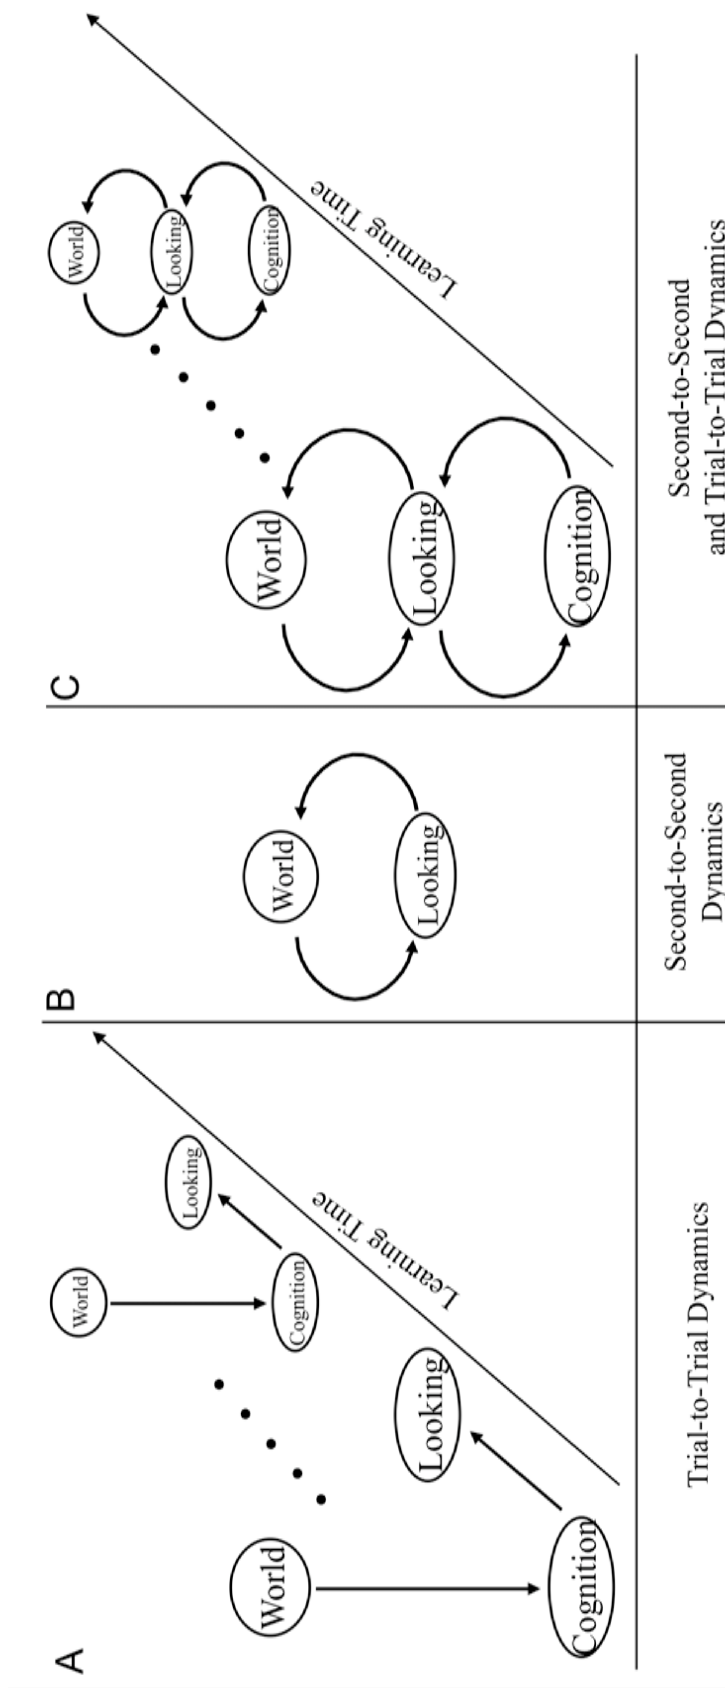 A
World
Looking
Cognition
World
Looking
Cognition
Learning Time
Trial-to-Trial Dynamics
B
World
Looking
Second-to-Second
Dynamics
C
World
Looking
Cognition
World
Looking
Cognition
Learning Time
Second-to-Second
and Trial-to-Trial Dynamics